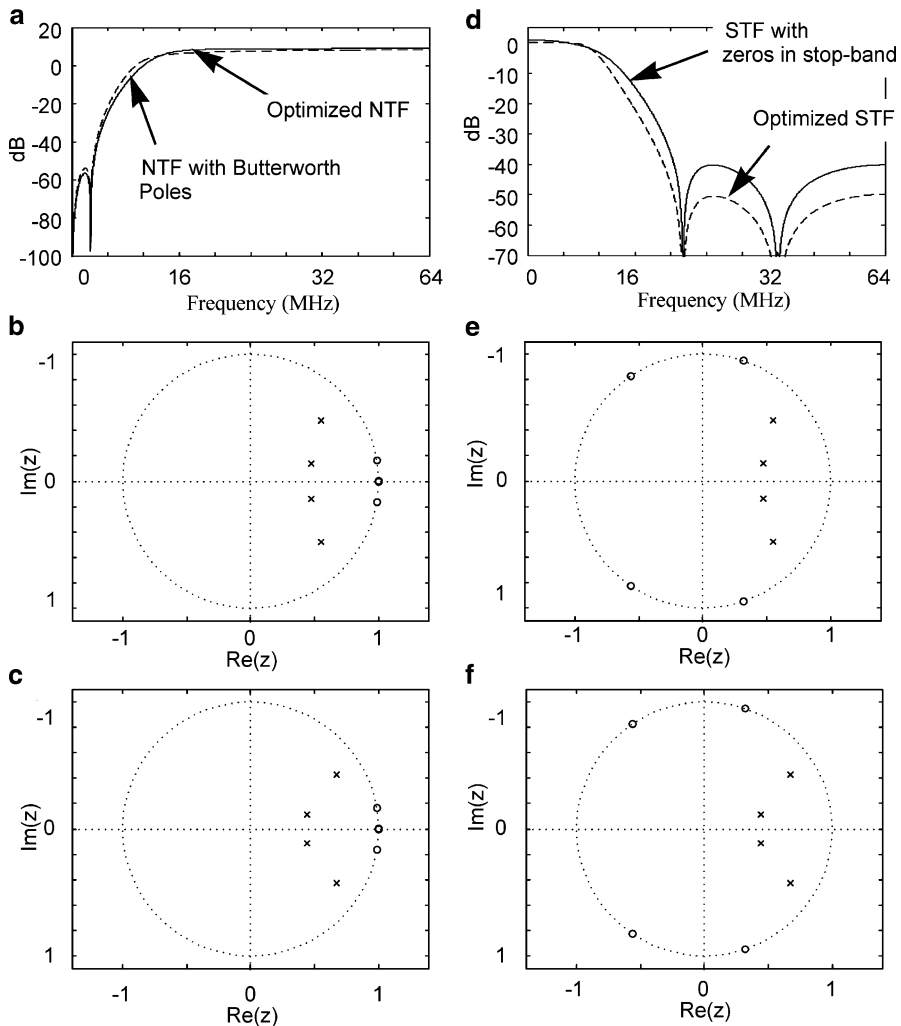 a
20
0
-20
-40
-60
-80
-100
dB
Optimized NTF
NTF with Butterworth
Poles
0
16
32
64
Frequency (MHz)
d
0
-10
-20
-30
-40
-50
-60
-70
dB
STF with
zeros in stop-band
Optimized STF
0
16
32
64
Frequency (MHz)
b
-1
0
1
Im(z)
-1
0
1
Re(z)
e
-1
0
1
Im(z)
-1
0
1
Re(z)
c
-1
0
1
Im(z)
-1
0
1
Re(z)
f
-1
0
1
Im(z)
-1
0
1
Re(z)